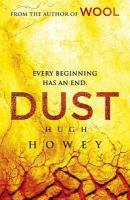 FROM THE AUTHOR OF WOOL
EVERY BEGINNING
HAS AN END.
DUST
HUGH
HOWEY